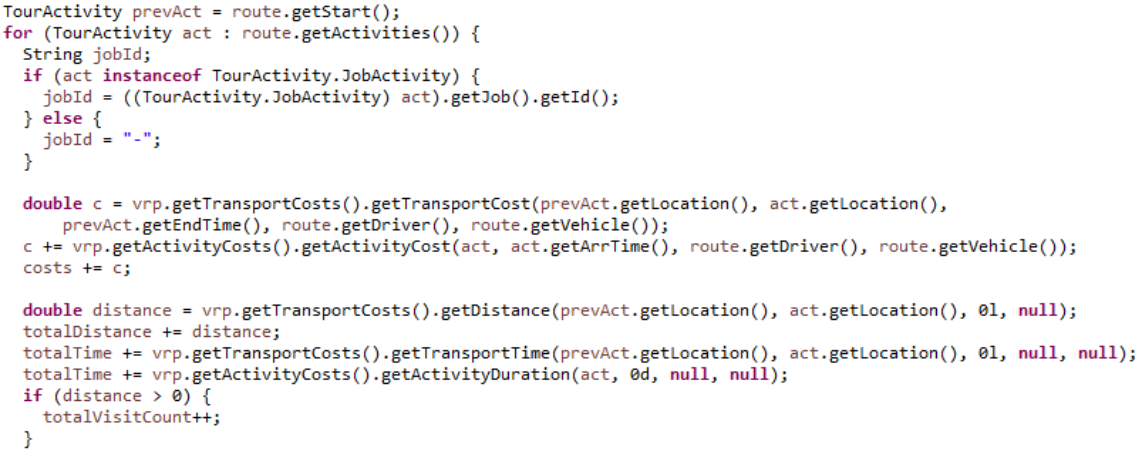 TourActivity prevAct = route.getStart();
for (TourActivity act : route.getActivities()) {
  String jobId;
  if (act instanceof TourActivity.JobActivity) {
    jobId = ((TourActivity.JobActivity) act).getJob().getId();
  } else {
    jobId = "-";
  }

  double c = vrp.getTransportCosts().getTransportCost(prevAct.getLocation(), act.getLocation(),
      prevAct.getEndTime(), route.getDriver(), route.getVehicle());
  c += vrp.getActivityCosts().getActivityCost(act, act.getArrTime(), route.getDriver(), route.getVehicle());
  costs += c;

  double distance = vrp.getTransportCosts().getDistance(prevAct.getLocation(), act.getLocation(), 0l, null);
  totalDistance += distance;
  totalTime += vrp.getTransportCosts().getTransportTime(prevAct.getLocation(), act.getLocation(), 0l, null, null);
  totalTime += vrp.getActivityCosts().getActivityDuration(act, 0d, null, null);
  if (distance > 0) {
    totalVisitCount++;
  }